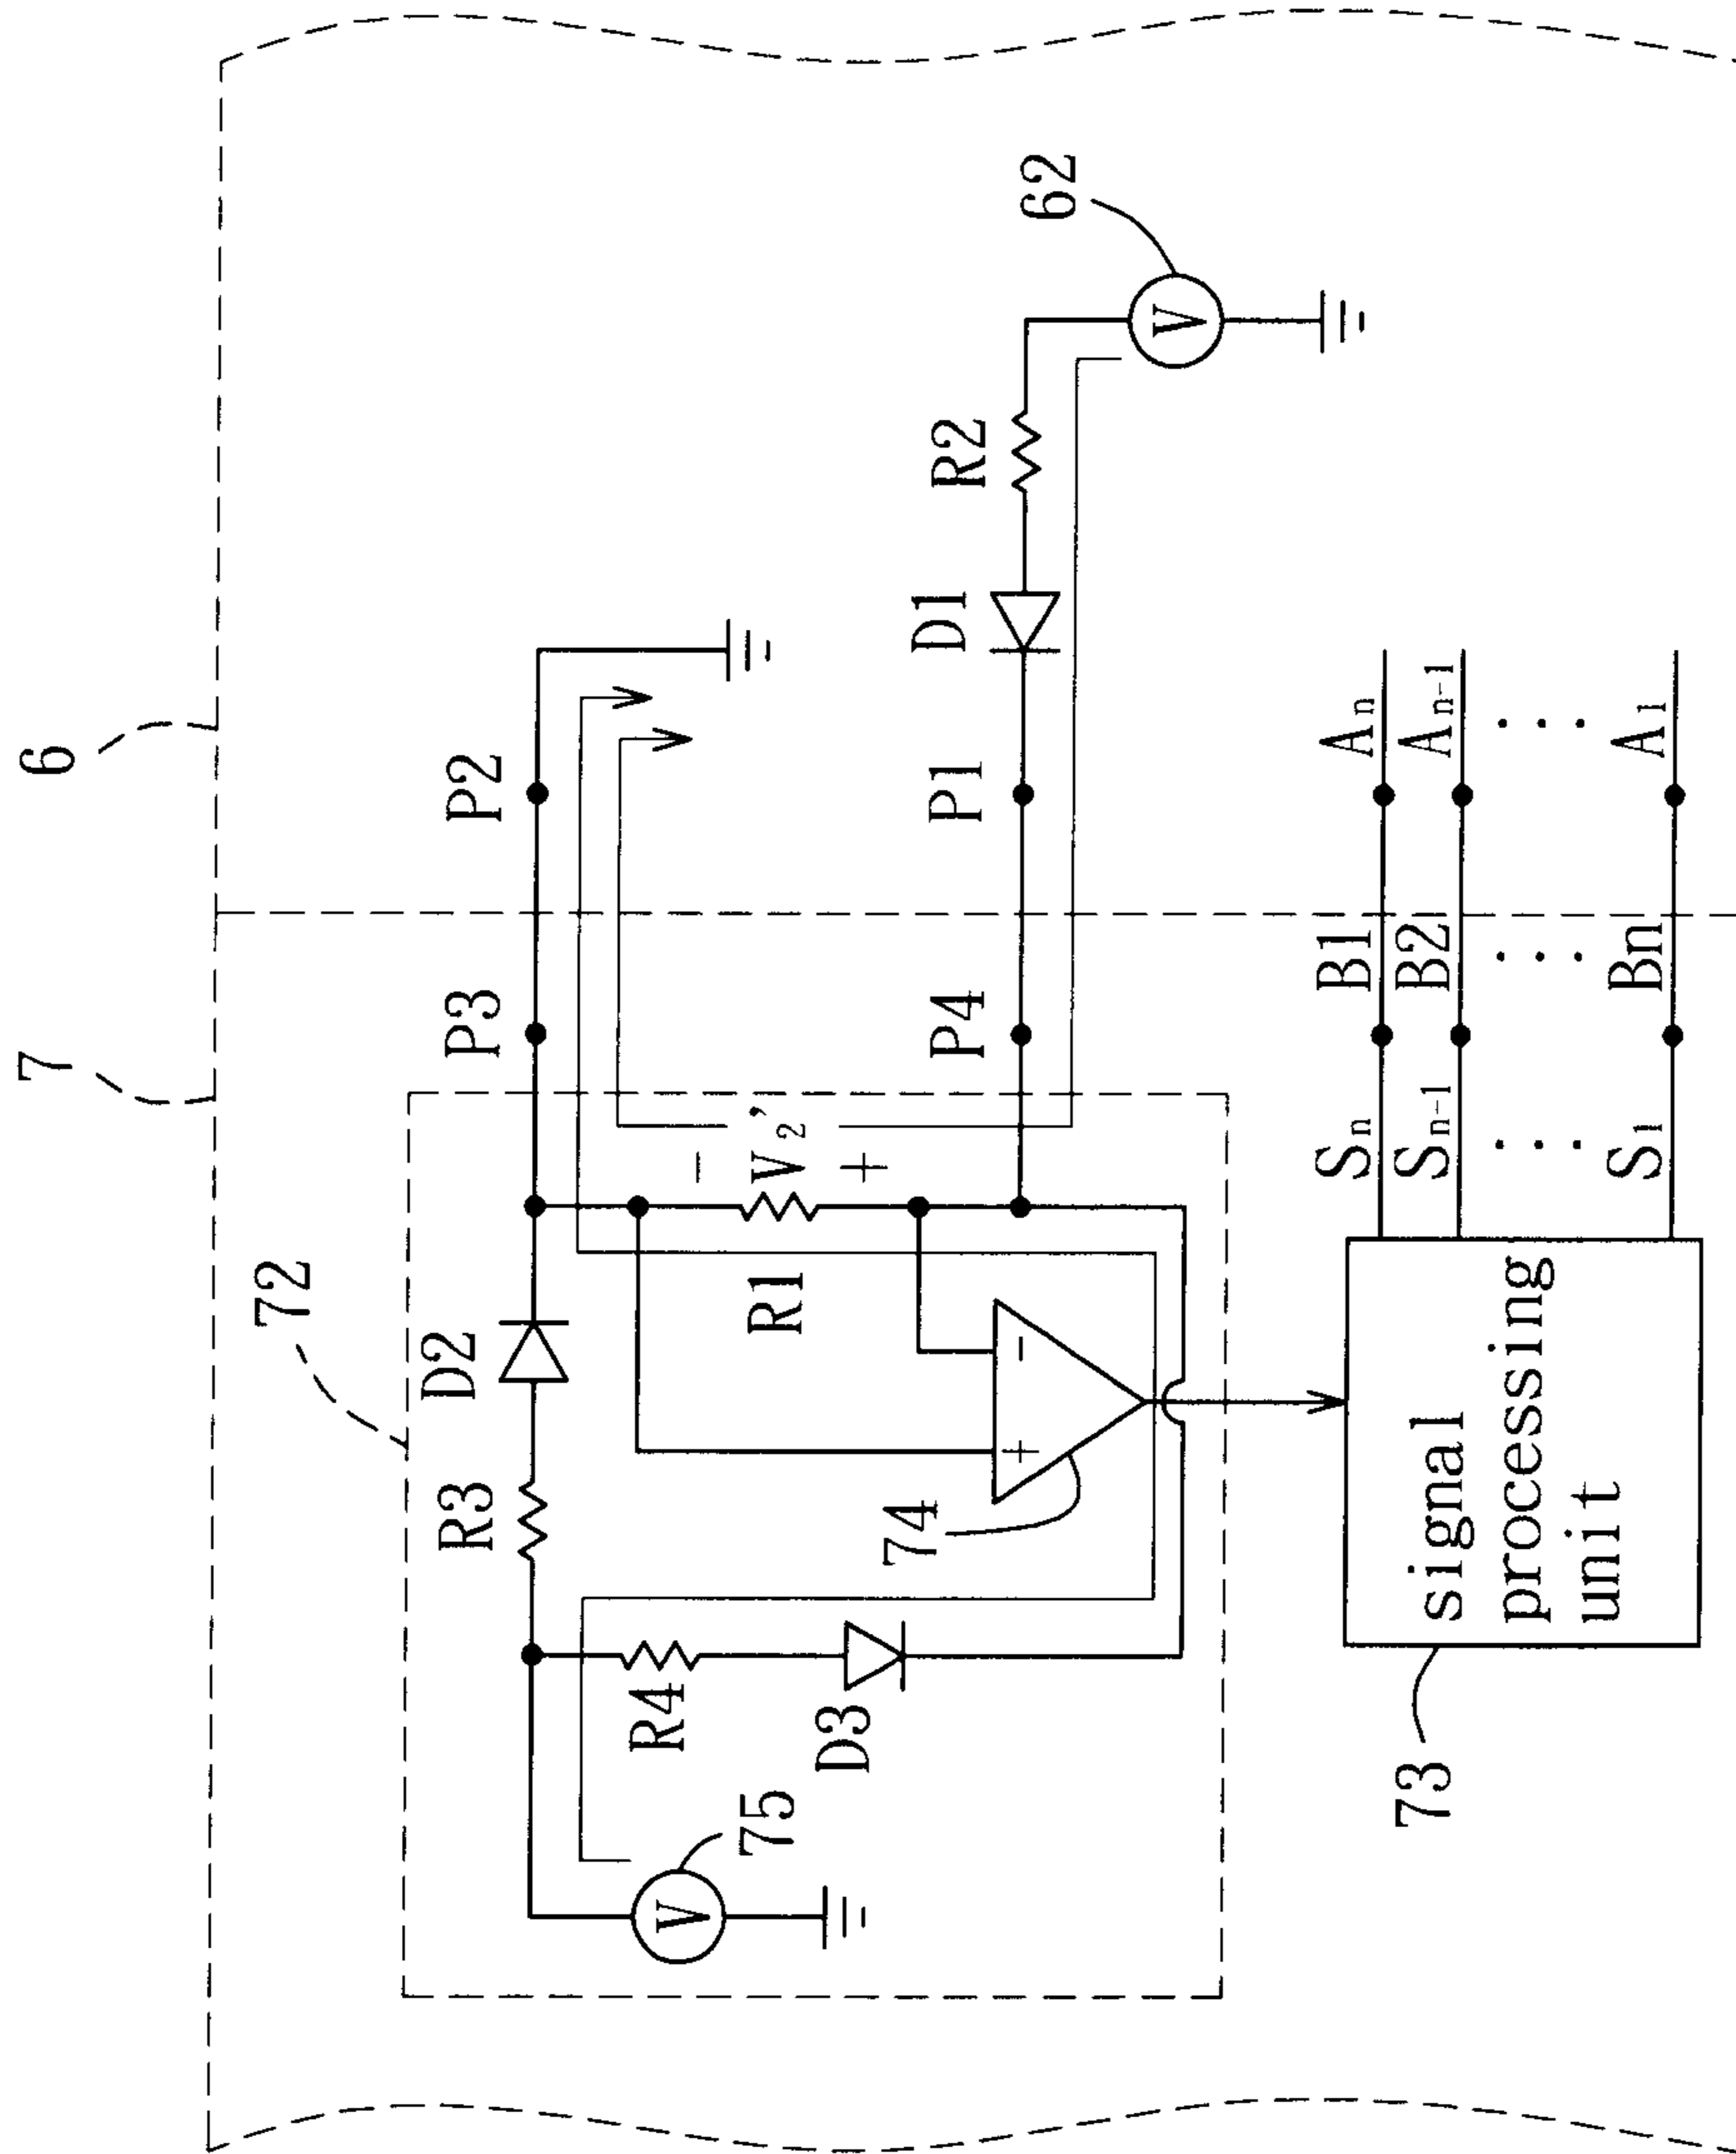 6
7
72
P3
P2
D2
R3
R4
D3
75
V
74
+
-
R1
-
V₂'
+
P4
P1
D1
R2
62
V
73
signal
processing
unit
Sₙ
B1
Aₙ
Sₙ₋₁
B2
Aₙ₋₁
S₁
Bn
A₁